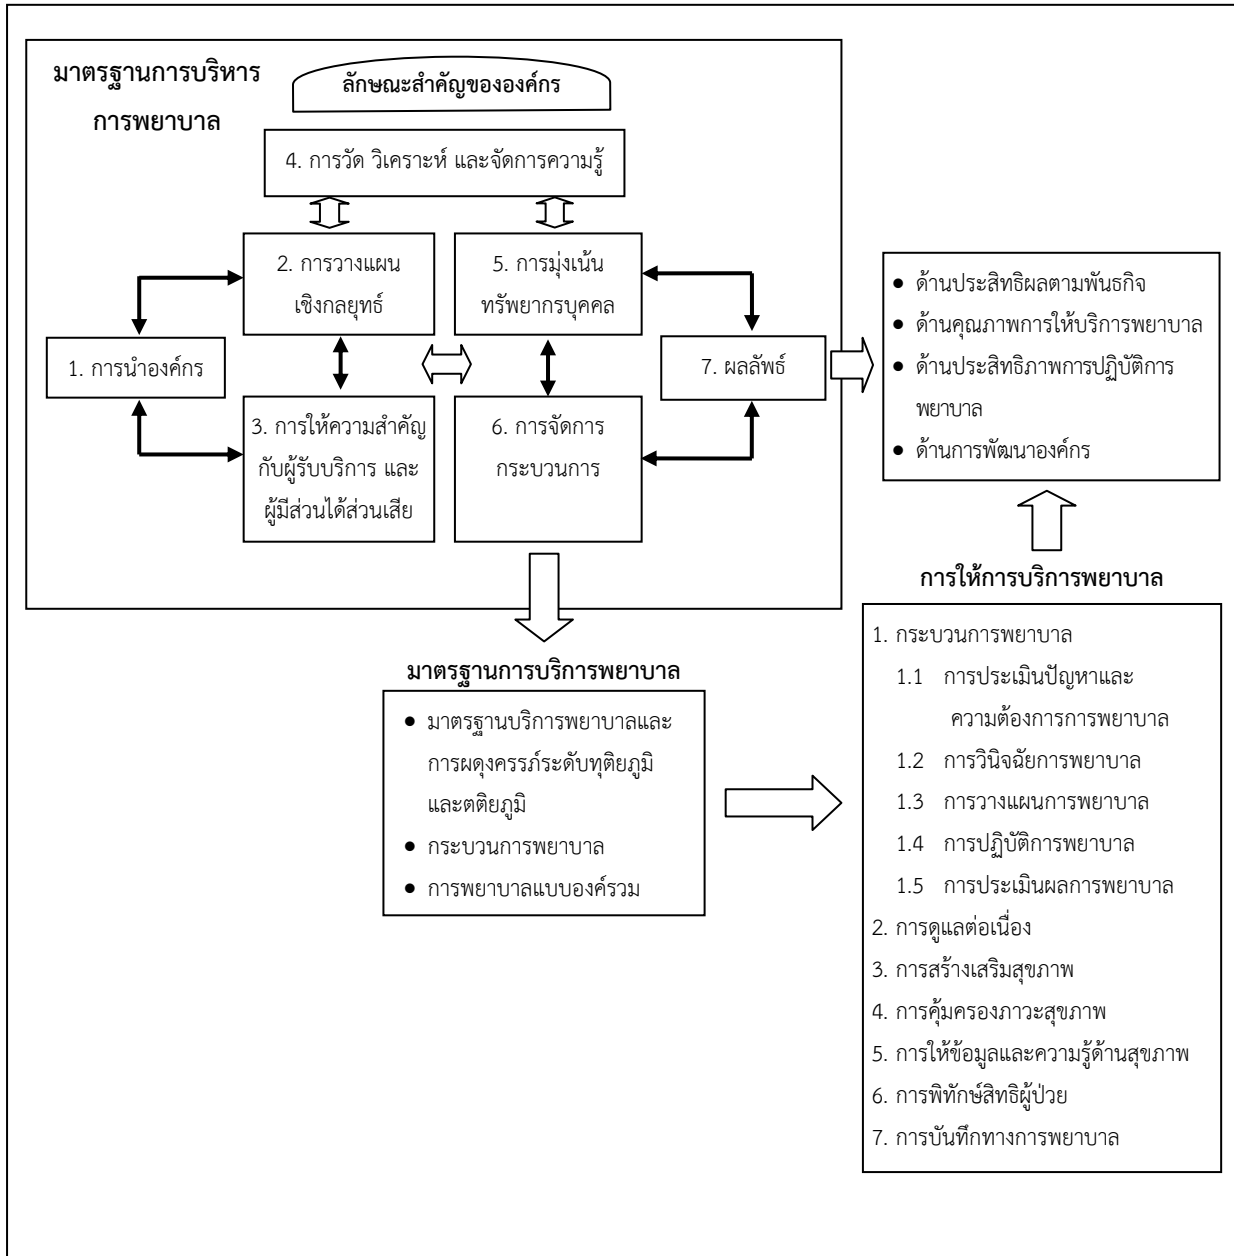 มาตรฐานการบริหาร
การพยาบาล
ลักษณะสำคัญขององค์กร
4. การวัด วิเคราะห์ และจัดการความรู้
2. การวางแผน
เชิงกลยุทธ์
5. การมุ่งเน้น
ทรัพยากรบุคคล
1. การนำองค์กร
7. ผลลัพธ์
3. การให้ความสำคัญ
กับผู้รับบริการ และ
ผู้มีส่วนได้ส่วนเสีย
6. การจัดการ
กระบวนการ
• ด้านประสิทธิผลตามพันธกิจ
• ด้านคุณภาพการให้บริการพยาบาล
• ด้านประสิทธิภาพการปฏิบัติการ
พยาบาล
• ด้านการพัฒนาองค์กร
มาตรฐานการบริการพยาบาล
• มาตรฐานบริการพยาบาลและ
การผดุงครรภ์ระดับทุติยภูมิ
และตติยภูมิ
• กระบวนการพยาบาล
• การพยาบาลแบบองค์รวม
การให้การบริการพยาบาล
1. กระบวนการพยาบาล
1.1 การประเมินปัญหาและ
ความต้องการการพยาบาล
1.2 การวินิจฉัยการพยาบาล
1.3 การวางแผนการพยาบาล
1.4 การปฏิบัติการพยาบาล
1.5 การประเมินผลการพยาบาล
2. การดูแลต่อเนื่อง
3. การสร้างเสริมสุขภาพ
4. การคุ้มครองภาวะสุขภาพ
5. การให้ข้อมูลและความรู้ด้านสุขภาพ
6. การพิทักษ์สิทธิผู้ป่วย
7. การบันทึกทางการพยาบาล